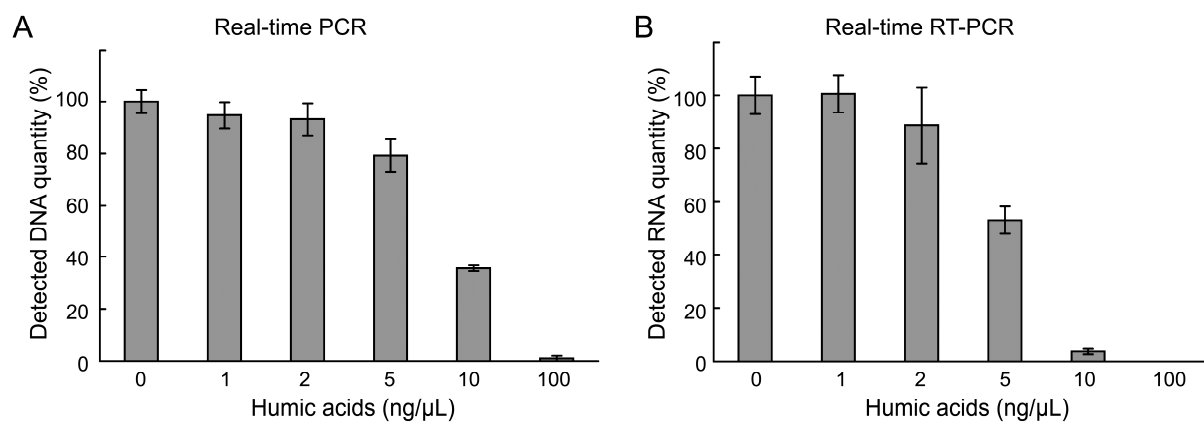 A
Real-time PCR
Detected DNA quantity (%)
100
80
60
40
20
0
0 1 2 5 10 100
Humic acids (ng/µL)
B
Real-time RT-PCR
Detected RNA quantity (%)
100
80
60
40
20
0
0 1 2 5 10 100
Humic acids (ng/µL)